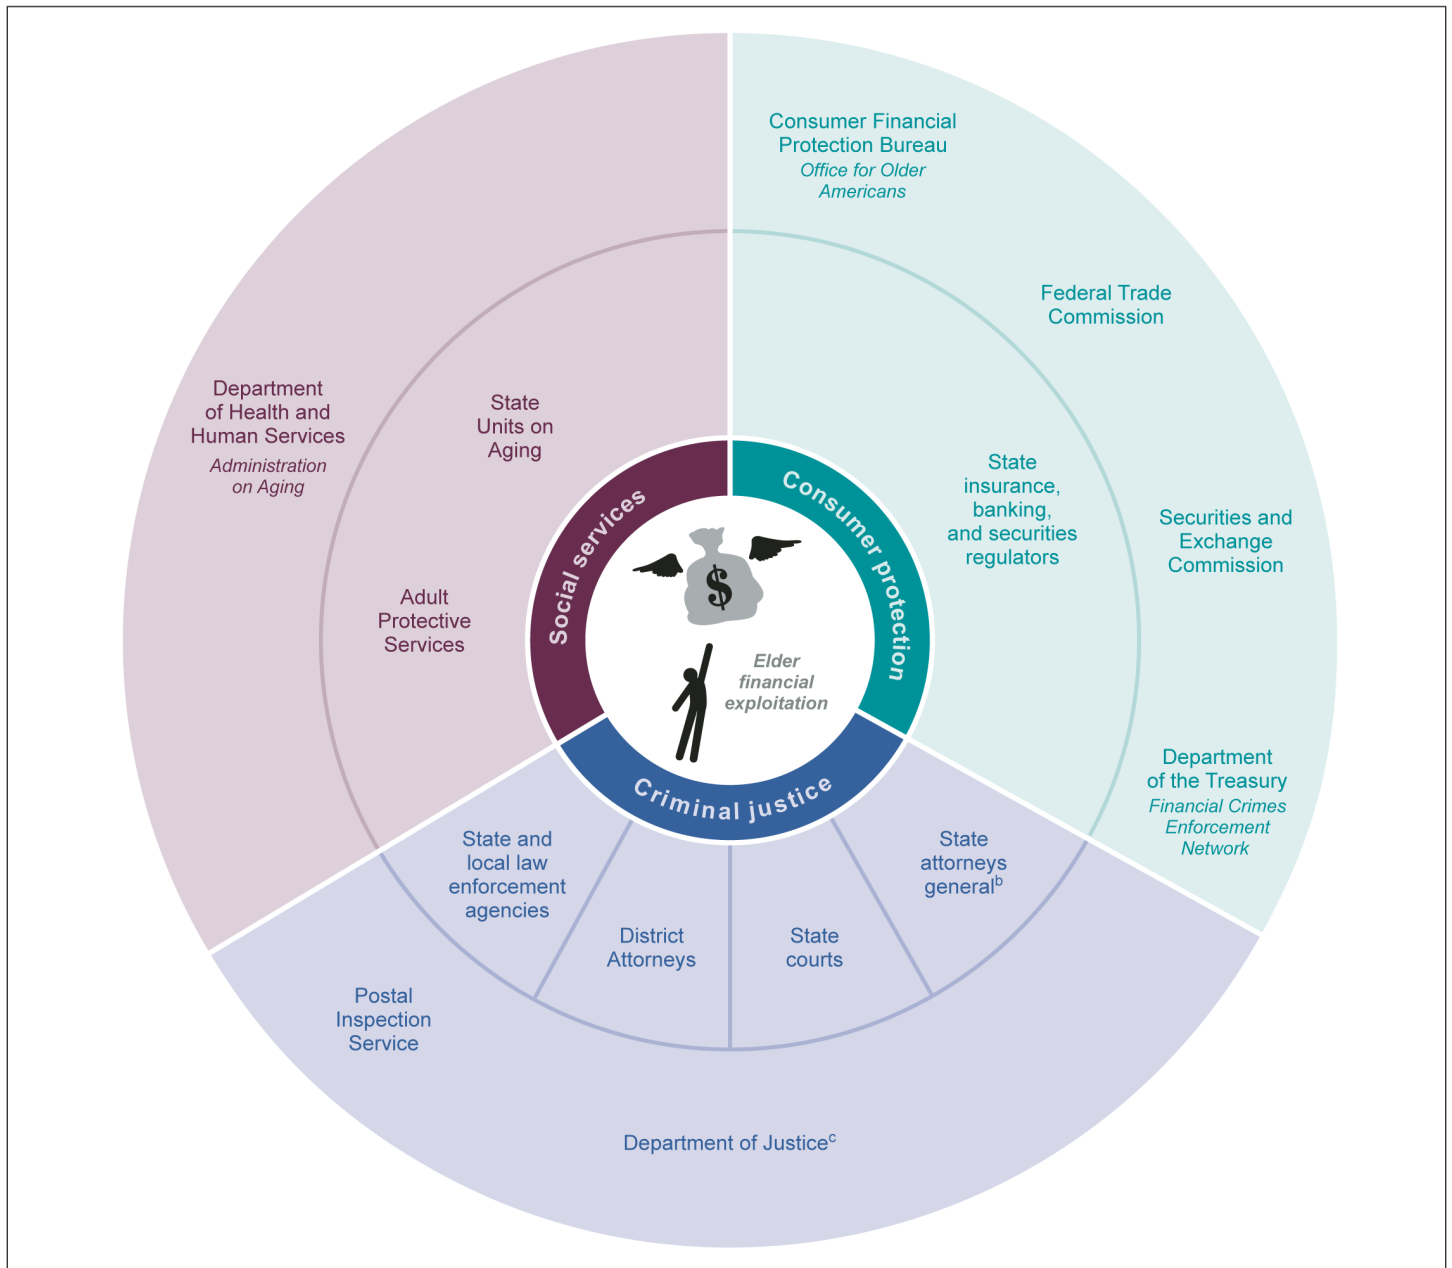 Consumer Financial
Protection Bureau
Office for Older
Americans
Federal Trade
Commission
Securities and
Exchange
Commission
Department
of the Treasury
Financial Crimes
Enforcement
Network
State
insurance,
banking,
and securities
regulators
Consumer protection
Department
of Health and
Human Services
Administration
on Aging
State
Units on
Aging
Adult
Protective
Services
Social services
$
Elder
financial
exploitation
Criminal justice
State and
local law
enforcement
agencies
District
Attorneys
State
courts
State
attorneys
generalb
Postal
Inspection
Service
Department of Justicec